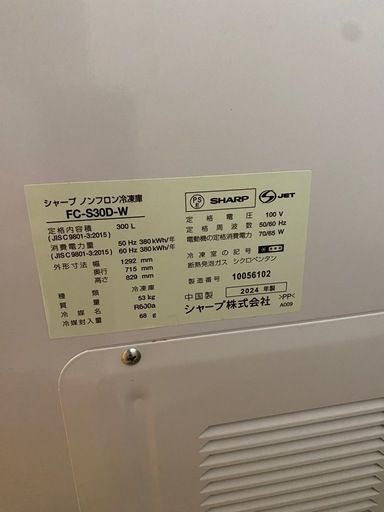 シャープ ノンフロン冷凍庫
FC-S30D-W
定格内容積 300 L
(JISC9801-3:2015)
消費電力量 50 Hz 380 kWh/年
(JISC9801-3:2015) 60 Hz 380 kWh/年
外形寸法 幅 1292 mm
奥行 715 mm
高さ 829 mm
種類 冷凍庫
質量 53 kg
冷媒 R600a
冷媒封入量 68 g
PS
E
SHARP
JET
定格電圧 100 V
定格周波数 50/60 Hz
電動機の定格消費電力 70/65 W
冷凍室の記号
断熱発泡ガス シクロペンタン
製造番号 10056102
中国製 2024 年製
シャープ株式会社
>PP<
A009